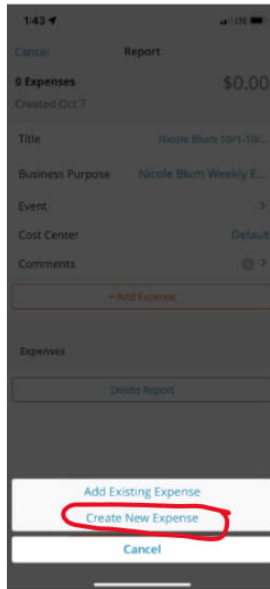 1:43
LTE
Cancel Report
0 Expenses $0.00
Created Oct 7
Title Nicole Blum 10/1-10/...
Business Purpose Nicole Blum Weekly E...
Event
Cost Center Default
Comments
+ Add Expense
Expenses
Delete Report
Add Existing Expense
Create New Expense
Cancel